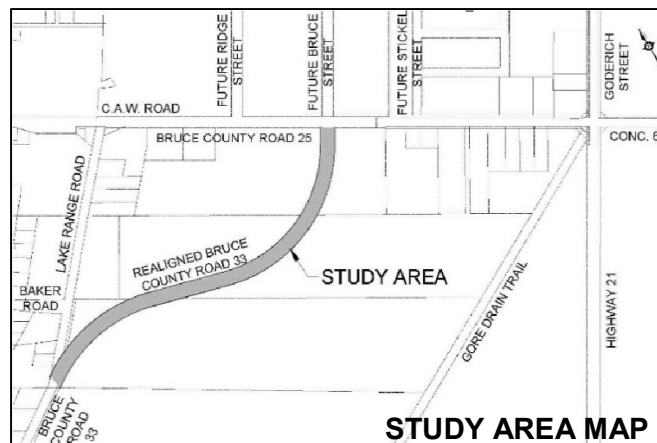 FUTURE RIDGE
STREET
FUTURE BRUCE
STREET
FUTURE STICKEL
STREET
GODERICH
STREET
C.A.W. ROAD
BRUCE COUNTY ROAD 25
CONC. 6
LAKE RANGE ROAD
REALIGNED BRUCE
COUNTY ROAD 33
STUDY AREA
BAKER
ROAD
GORE DRAIN TRAIL
HIGHWAY 21
BRUCE
COUNTY
ROAD
33
STUDY AREA MAP